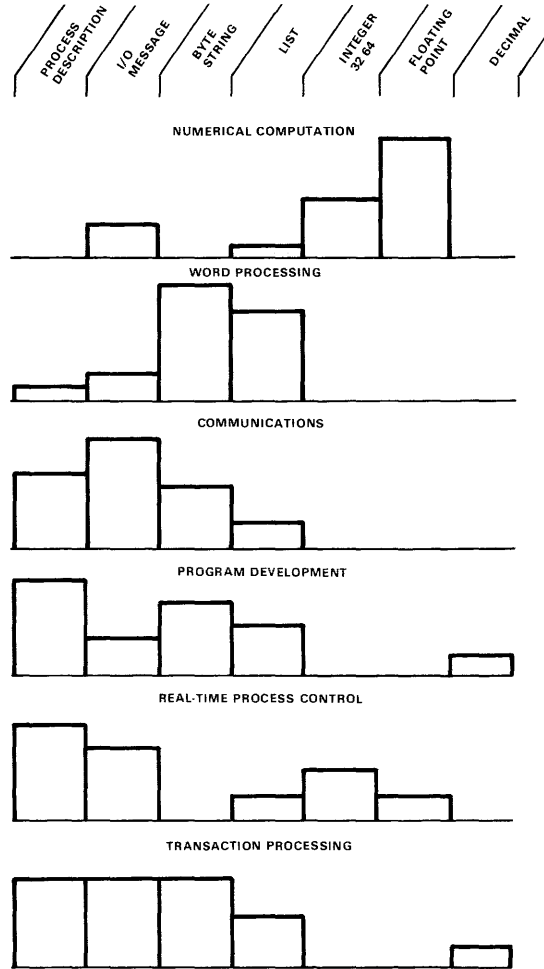 PROCESS
DESCRIPTION
I/O
MESSAGE
BYTE
STRING
LIST
INTEGER
32 64
FLOATING
POINT
DECIMAL
NUMERICAL COMPUTATION
WORD PROCESSING
COMMUNICATIONS
PROGRAM DEVELOPMENT
REAL-TIME PROCESS CONTROL
TRANSACTION PROCESSING